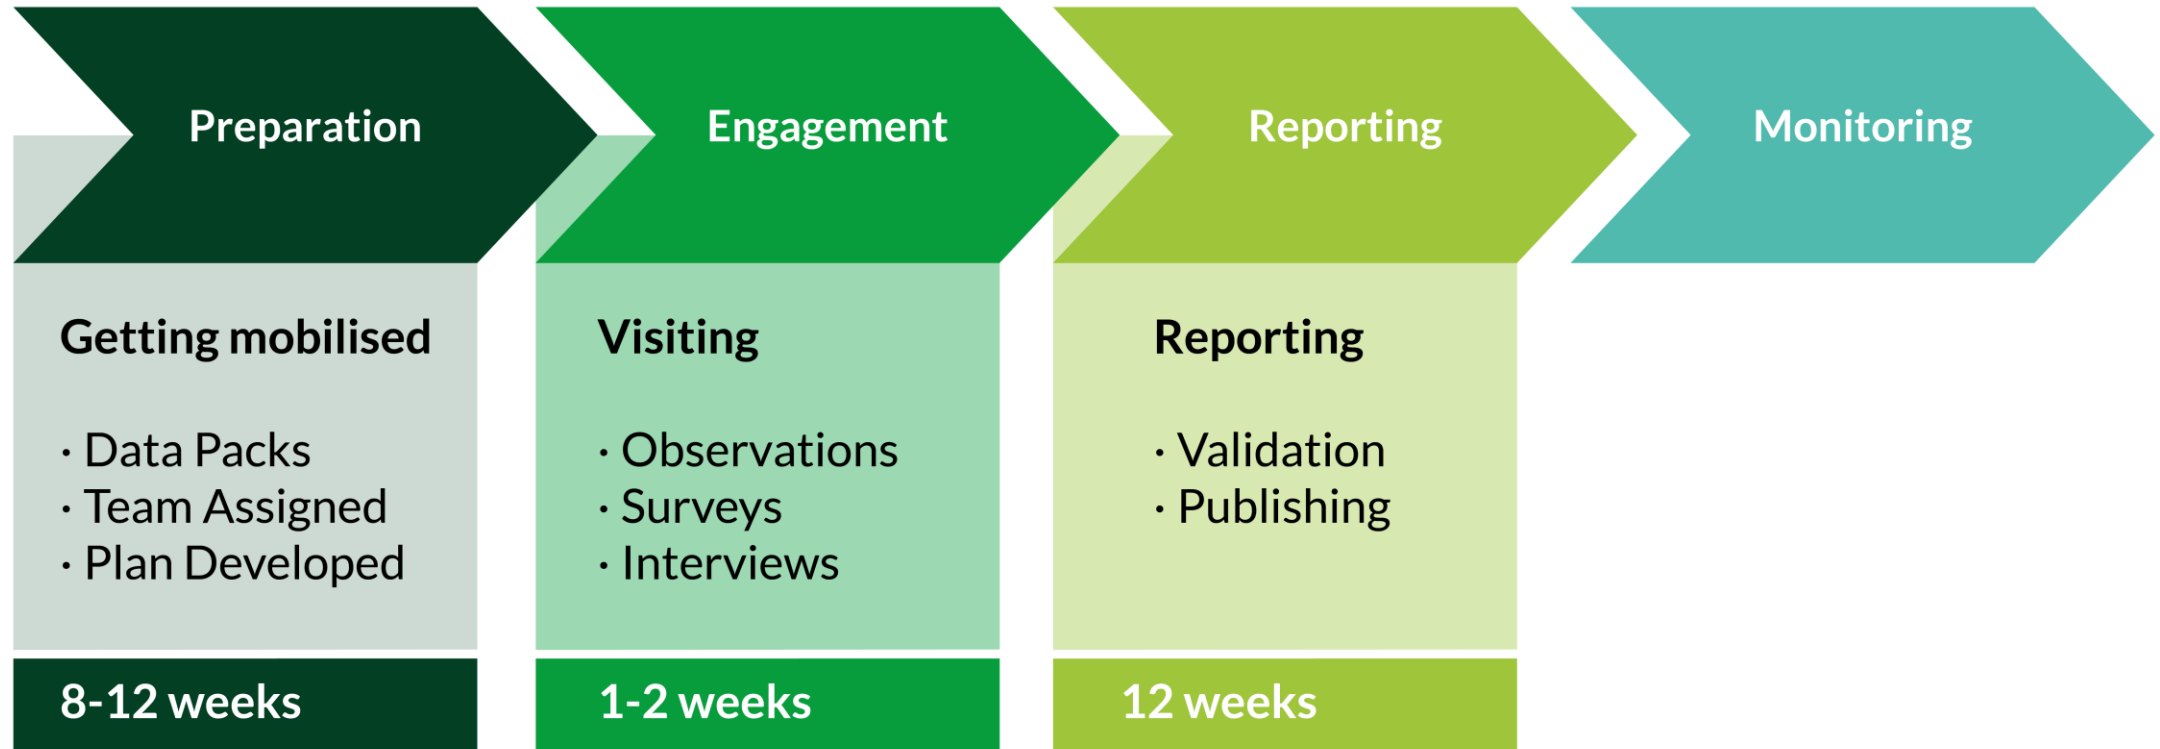 Preparation
Engagement
Reporting
Monitoring
Getting mobilised
· Data Packs
· Team Assigned
· Plan Developed
8-12 weeks
Visiting
· Observations
· Surveys
· Interviews
1-2 weeks
Reporting
· Validation
· Publishing
12 weeks